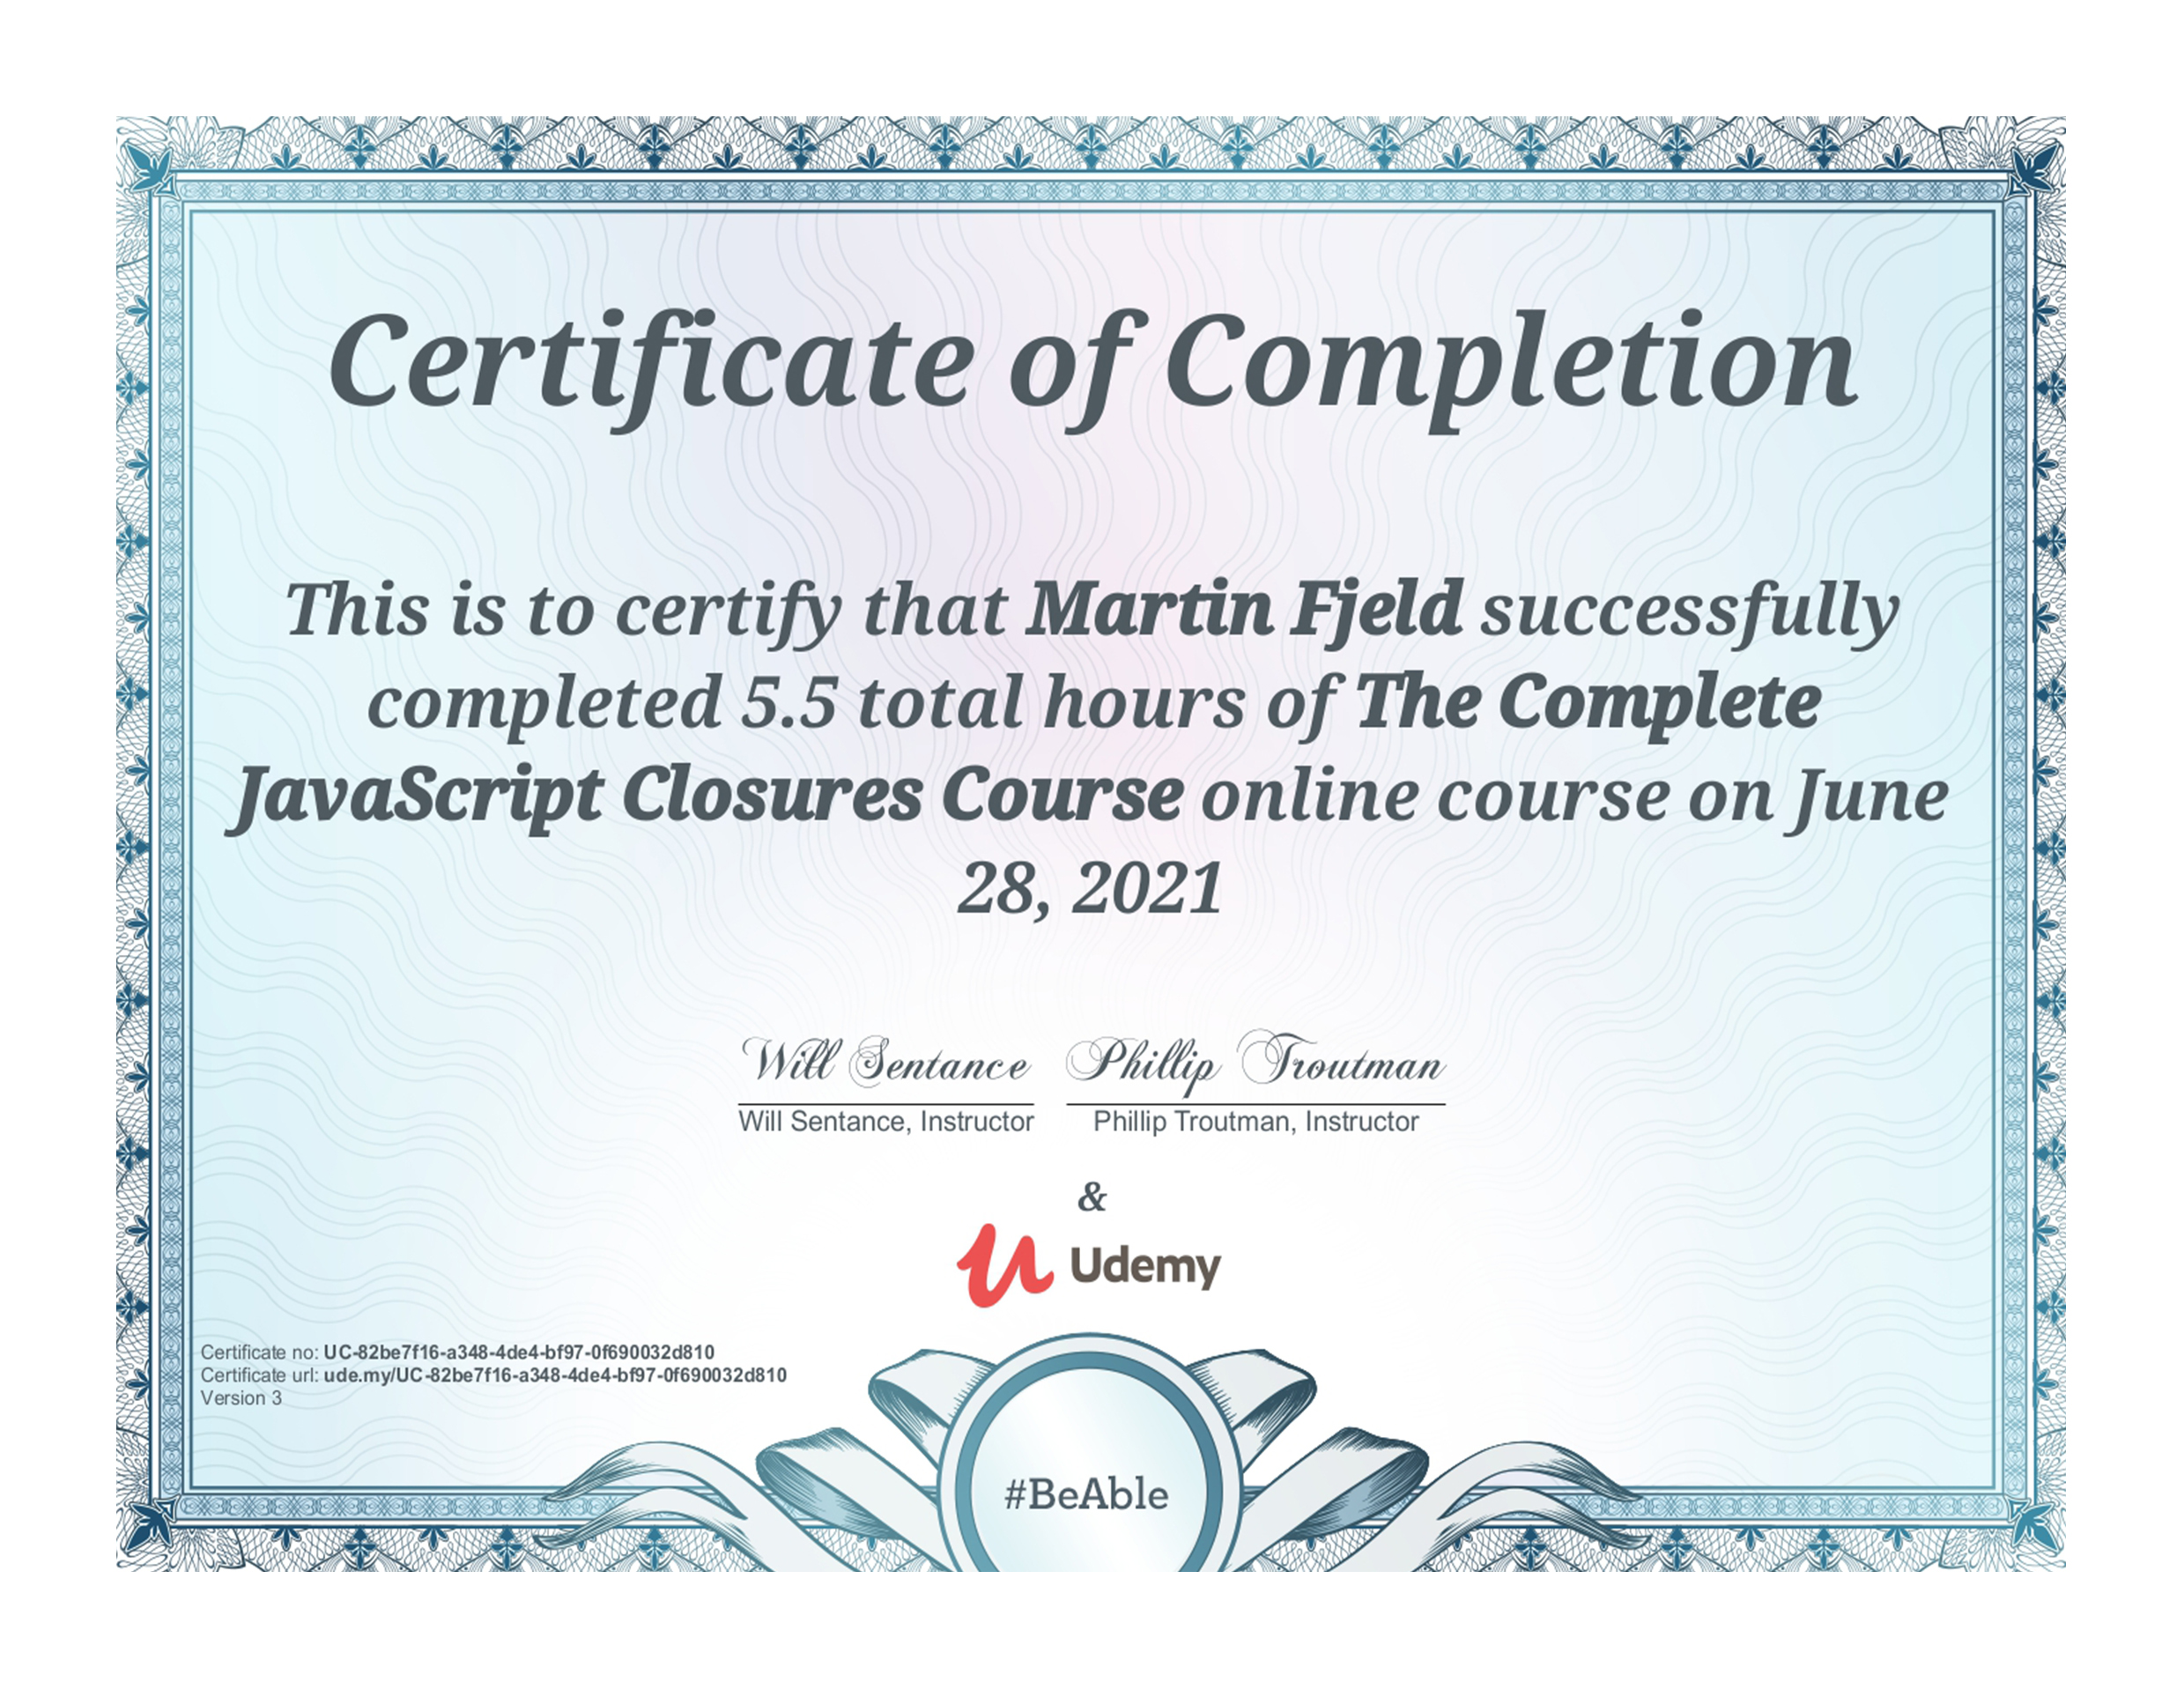 Certificate of Completion
This is to certify that Martin Fjeld successfully
completed 5.5 total hours of The Complete
JavaScript Closures Course online course on June
28, 2021
Will Sentance Phillip Troutman
Will Sentance, Instructor Phillip Troutman, Instructor
&
Udemy
Certificate no: UC-82be7f16-a348-4de4-bf97-0f690032d810
Certificate url: ude.my/UC-82be7f16-a348-4de4-bf97-0f690032d810
Version 3
#BeAble